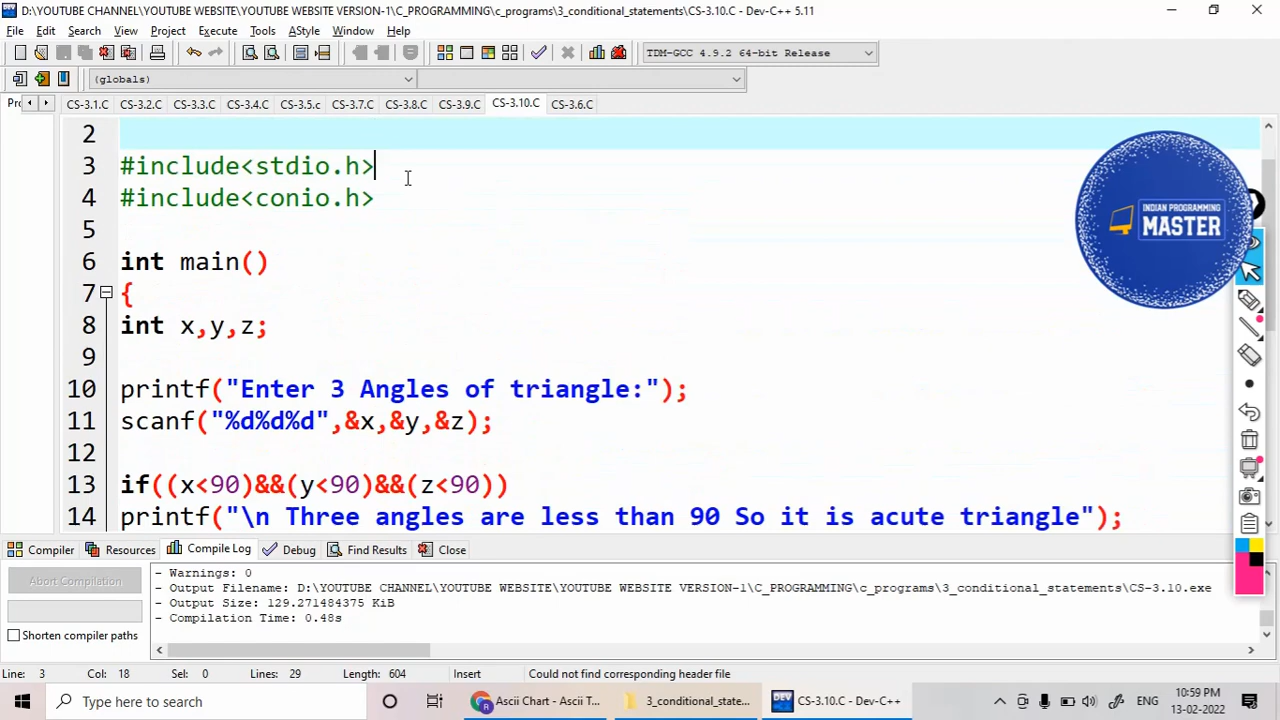 D:\YOUTUBE CHANNEL\YOUTUBE WEBSITE\YOUTUBE WEBSITE VERSION-1\C_PROGRAMMING\c_programs\3_conditional_statements\CS-3.10.C - Dev-C++ 5.11
File Edit Search View Project Execute Tools AStyle Window Help
TDM-GCC 4.9.2 64-bit Release
(globals)
CS-3.1.C CS-3.2.C CS-3.3.C CS-3.4.C CS-3.5.c CS-3.7.C CS-3.8.C CS-3.9.C CS-3.10.C CS-3.6.C
2
3 #include<stdio.h>
4 #include<conio.h>
5
6 int main()
7 {
8 int x,y,z;
9
10 printf("Enter 3 Angles of triangle:");
11 scanf("%d%d%d",&x,&y,&z);
12
13 if((x<90)&&(y<90)&&(z<90))
14 printf("\n Three angles are less than 90 So it is acute triangle");
INDIAN PROGRAMMING
MASTER
Compiler Resources Compile Log Debug Find Results Close
Abort Compilation
Shorten compiler paths
- Warnings: 0
- Output Filename: D:\YOUTUBE CHANNEL\YOUTUBE WEBSITE\YOUTUBE WEBSITE VERSION-1\C_PROGRAMMING\c_programs\3_conditional_statements\CS-3.10.exe
- Output Size: 129.271484375 KiB
- Compilation Time: 0.48s
Line: 3 Col: 18 Sel: 0 Lines: 29 Length: 604 Insert Could not find corresponding header file
Type here to search
Ascii Chart - Ascii T... 3_conditional_state... CS-3.10.C - Dev-C++
ENG
10:59 PM
13-02-2022